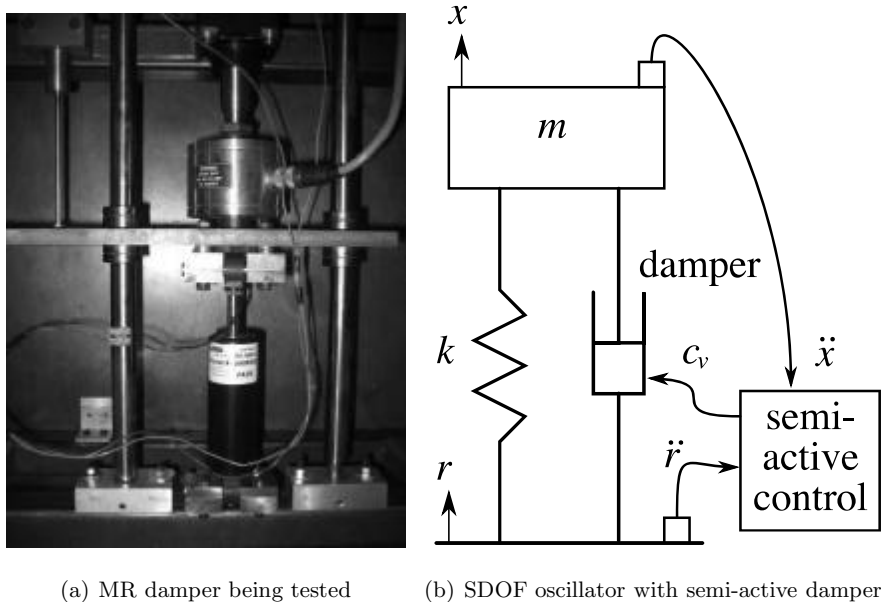 x
m
damper
k
c_v
ẍ
semi-
active
control
r
r̈
(a) MR damper being tested
(b) SDOF oscillator with semi-active damper